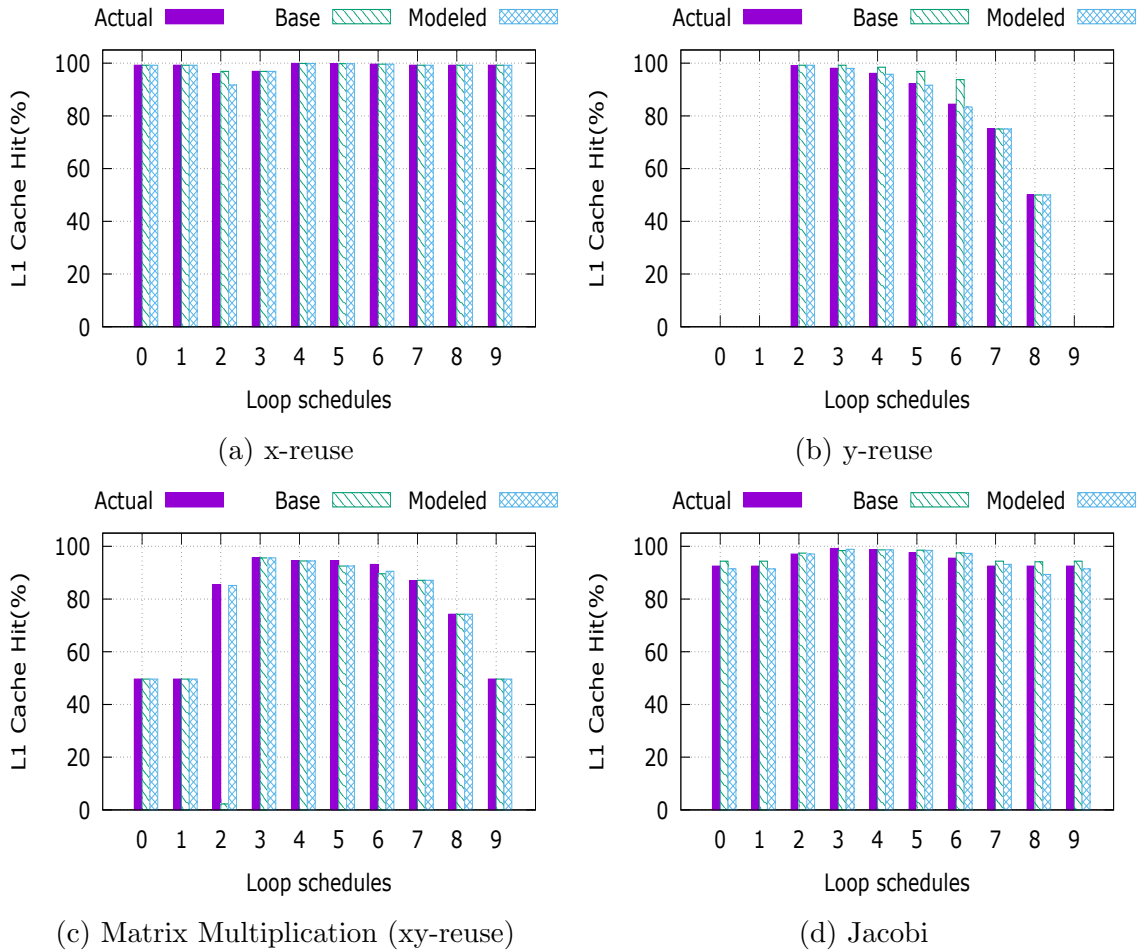 Actual Base Modeled
L1 Cache Hit(%)
100
80
60
40
20
0
0 1 2 3 4 5 6 7 8 9
Loop schedules
(a) x-reuse
Actual Base Modeled
L1 Cache Hit(%)
100
80
60
40
20
0
0 1 2 3 4 5 6 7 8 9
Loop schedules
(b) y-reuse
Actual Base Modeled
L1 Cache Hit(%)
100
80
60
40
20
0
0 1 2 3 4 5 6 7 8 9
Loop schedules
(c) Matrix Multiplication (xy-reuse)
Actual Base Modeled
L1 Cache Hit(%)
100
80
60
40
20
0
0 1 2 3 4 5 6 7 8 9
Loop schedules
(d) Jacobi